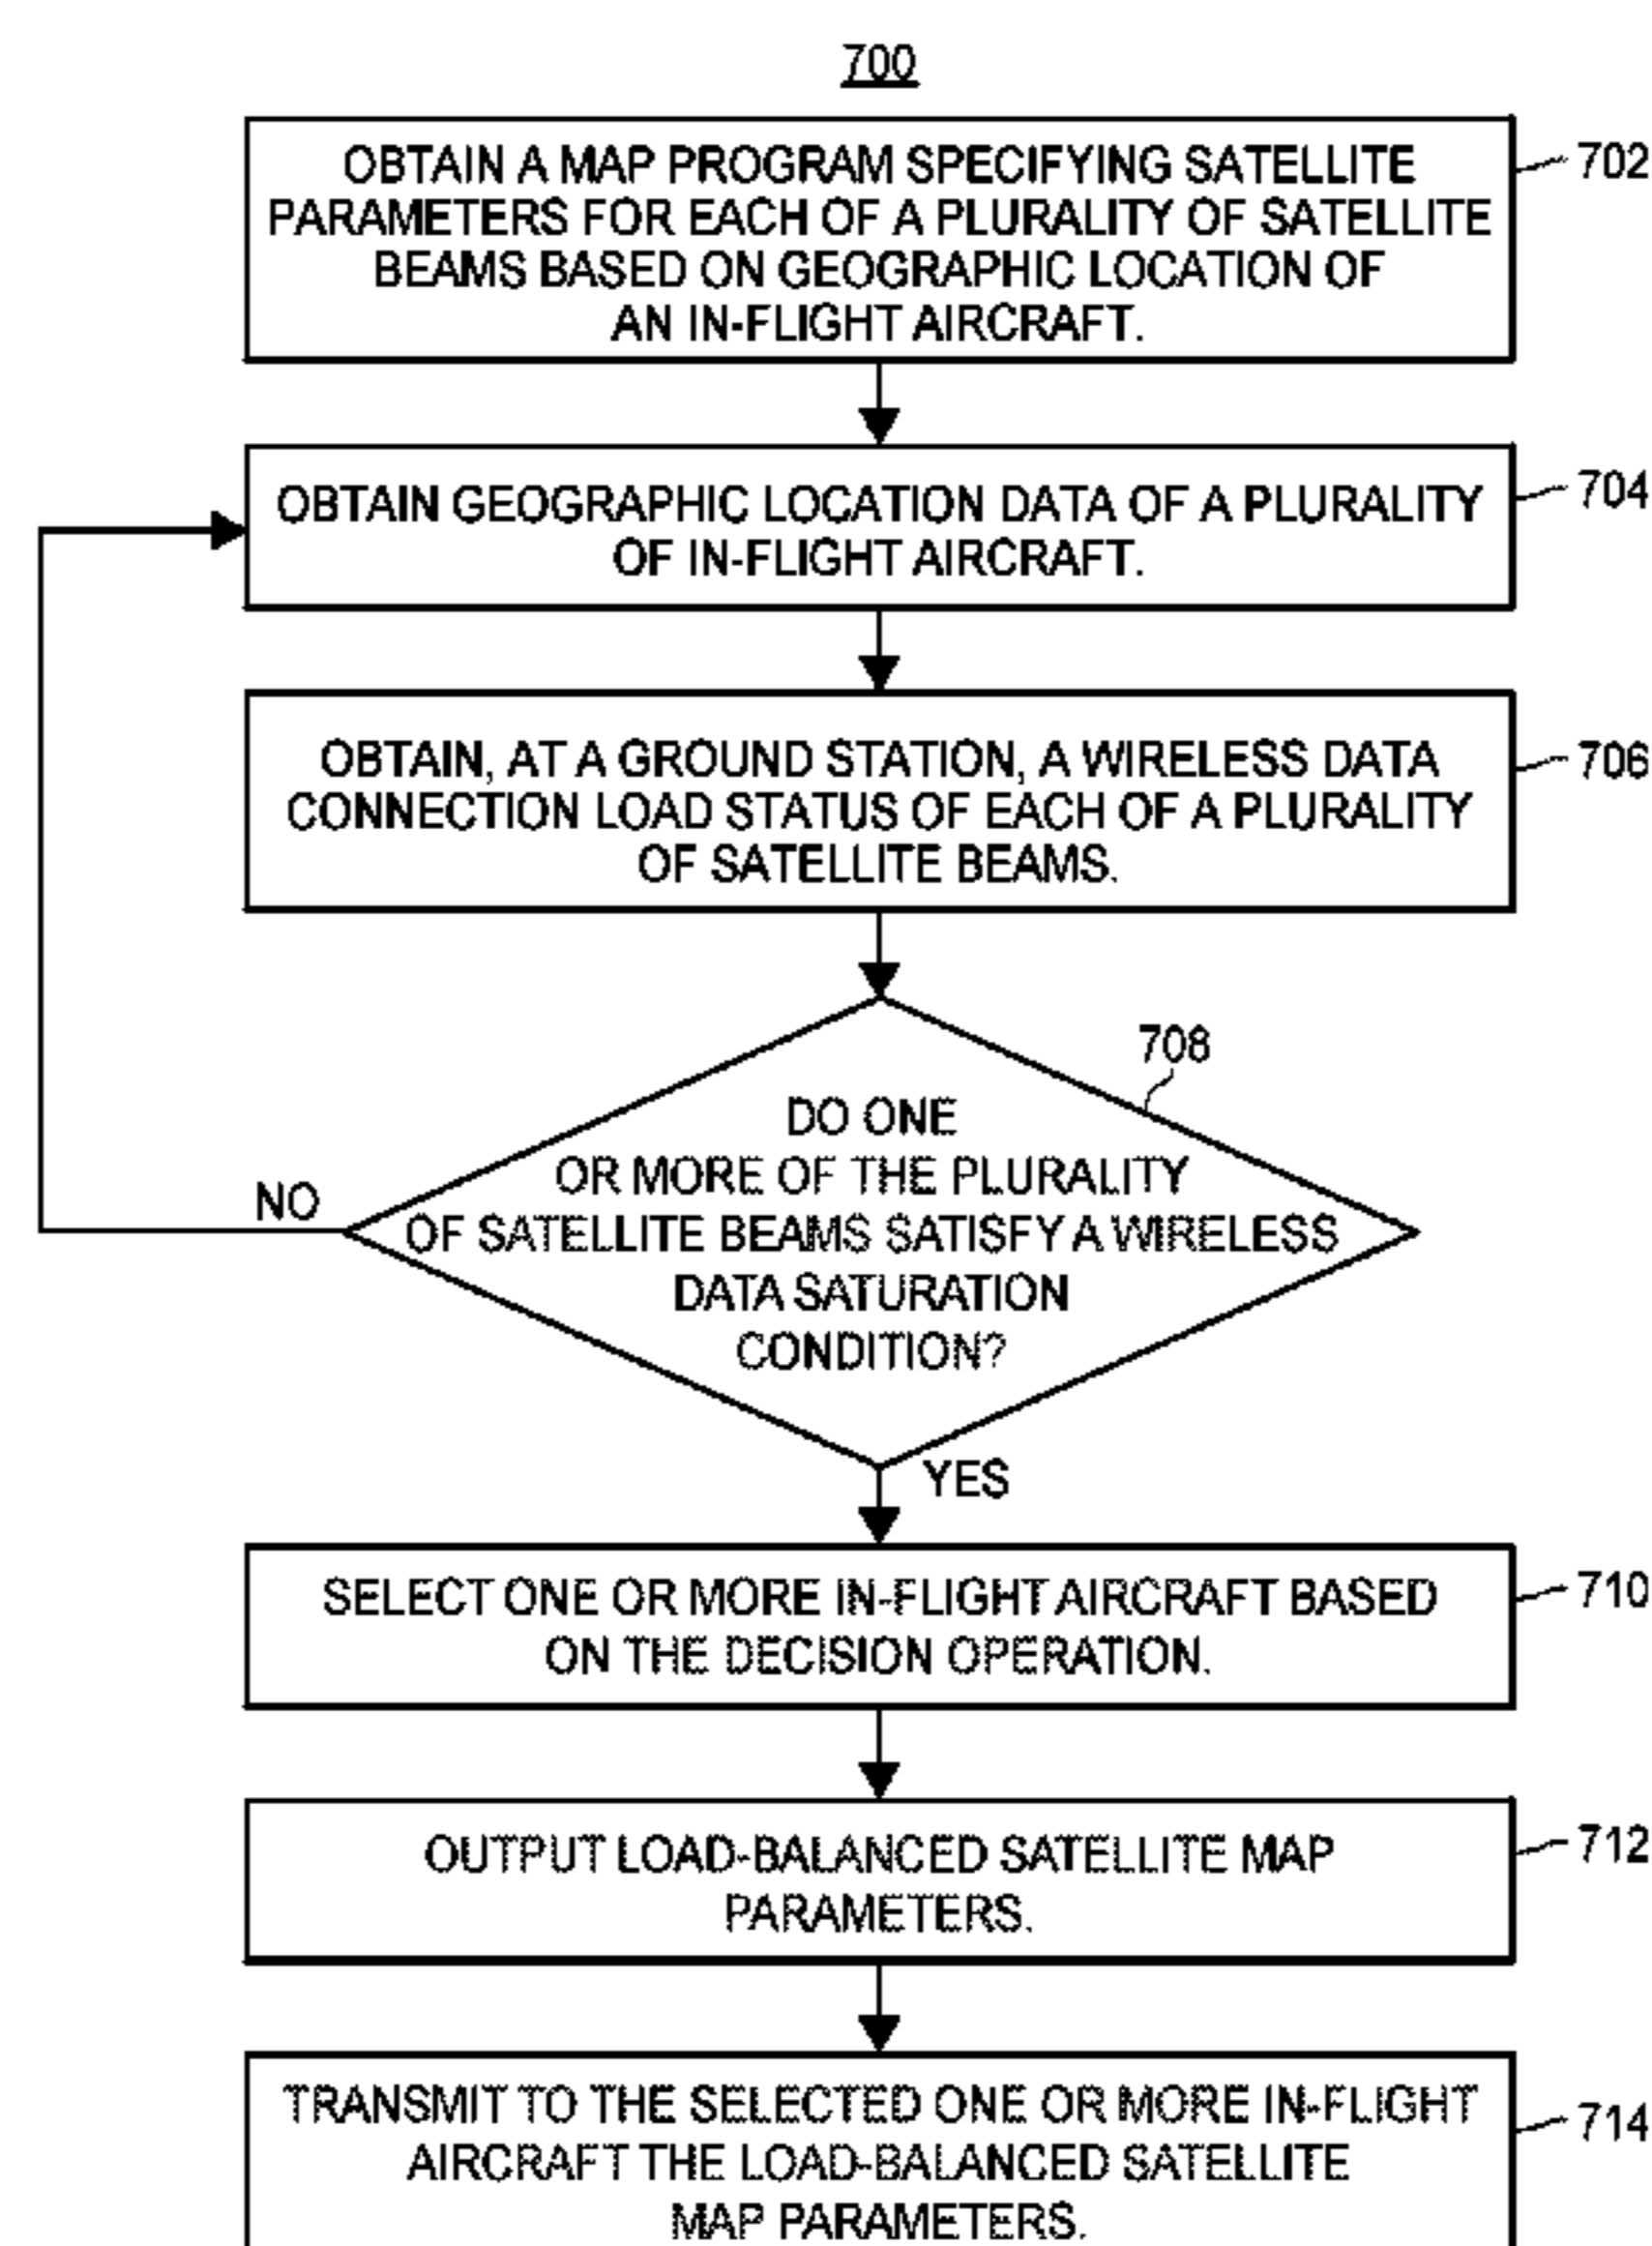 700
OBTAIN A MAP PROGRAM SPECIFYING SATELLITE
PARAMETERS FOR EACH OF A PLURALITY OF SATELLITE
BEAMS BASED ON GEOGRAPHIC LOCATION OF
AN IN-FLIGHT AIRCRAFT.
702
OBTAIN GEOGRAPHIC LOCATION DATA OF A PLURALITY
OF IN-FLIGHT AIRCRAFT.
704
OBTAIN, AT A GROUND STATION, A WIRELESS DATA
CONNECTION LOAD STATUS OF EACH OF A PLURALITY
OF SATELLITE BEAMS.
706
708
DO ONE
OR MORE OF THE PLURALITY
OF SATELLITE BEAMS SATISFY A WIRELESS
DATA SATURATION
CONDITION?
NO
YES
SELECT ONE OR MORE IN-FLIGHT AIRCRAFT BASED
ON THE DECISION OPERATION.
710
OUTPUT LOAD-BALANCED SATELLITE MAP
PARAMETERS.
712
TRANSMIT TO THE SELECTED ONE OR MORE IN-FLIGHT
AIRCRAFT THE LOAD-BALANCED SATELLITE
MAP PARAMETERS.
714